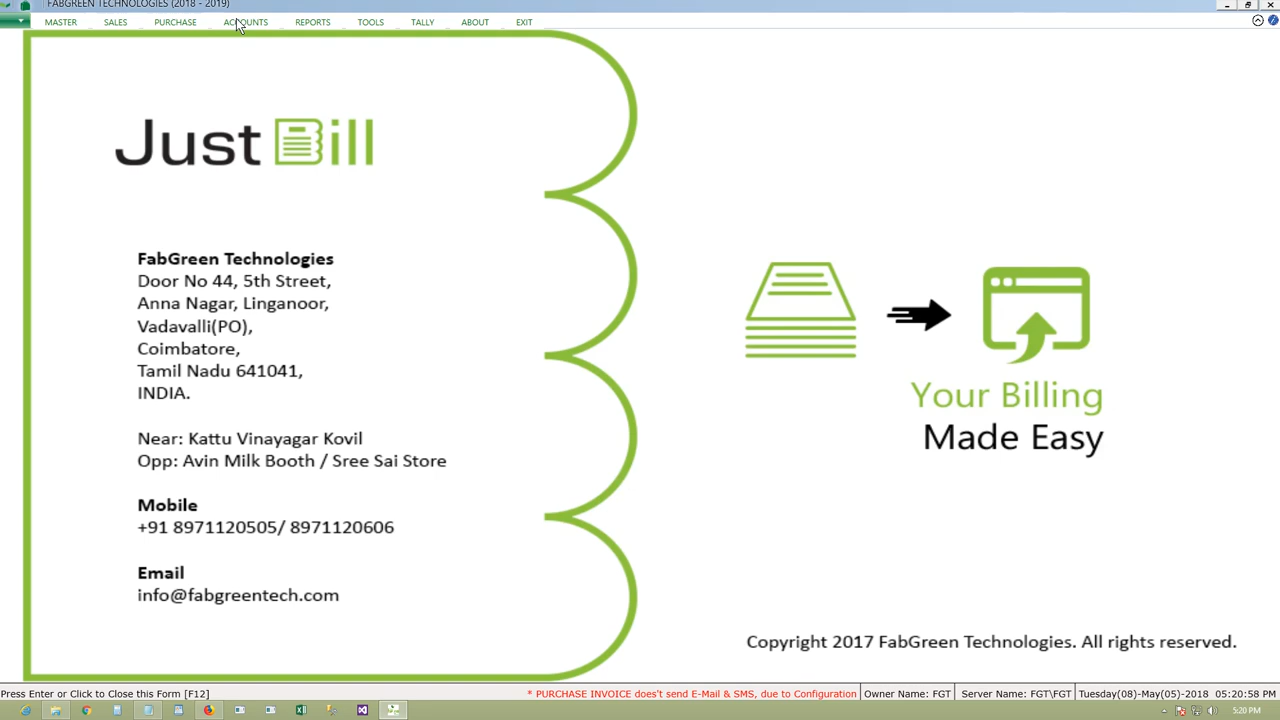 FABGREEN TECHNOLOGIES (2018 - 2019)
MASTER SALES PURCHASE ACCOUNTS REPORTS TOOLS TALLY ABOUT EXIT
Just Bill
FabGreen Technologies
Door No 44, 5th Street,
Anna Nagar, Linganoor,
Vadavalli(PO),
Coimbatore,
Tamil Nadu 641041,
INDIA.
Near: Kattu Vinayagar Kovil
Opp: Avin Milk Booth / Sree Sai Store
Mobile
+91 8971120505/ 8971120606
Email
info@fabgreentech.com
Your Billing
Made Easy
Copyright 2017 FabGreen Technologies. All rights reserved.
Press Enter or Click to Close this Form [F12] * PURCHASE INVOICE does't send E-Mail & SMS, due to Configuration Owner Name: FGT Server Name: FGT\FGT Tuesday(08)-May(05)-2018 05:20:58 PM
5:20 PM